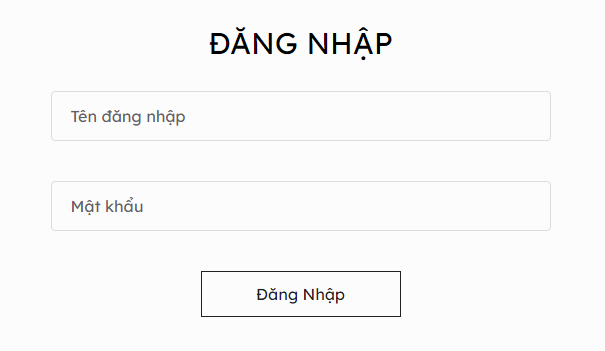 ĐĂNG NHẬP
Tên đăng nhập
Mật khẩu
Đăng Nhập